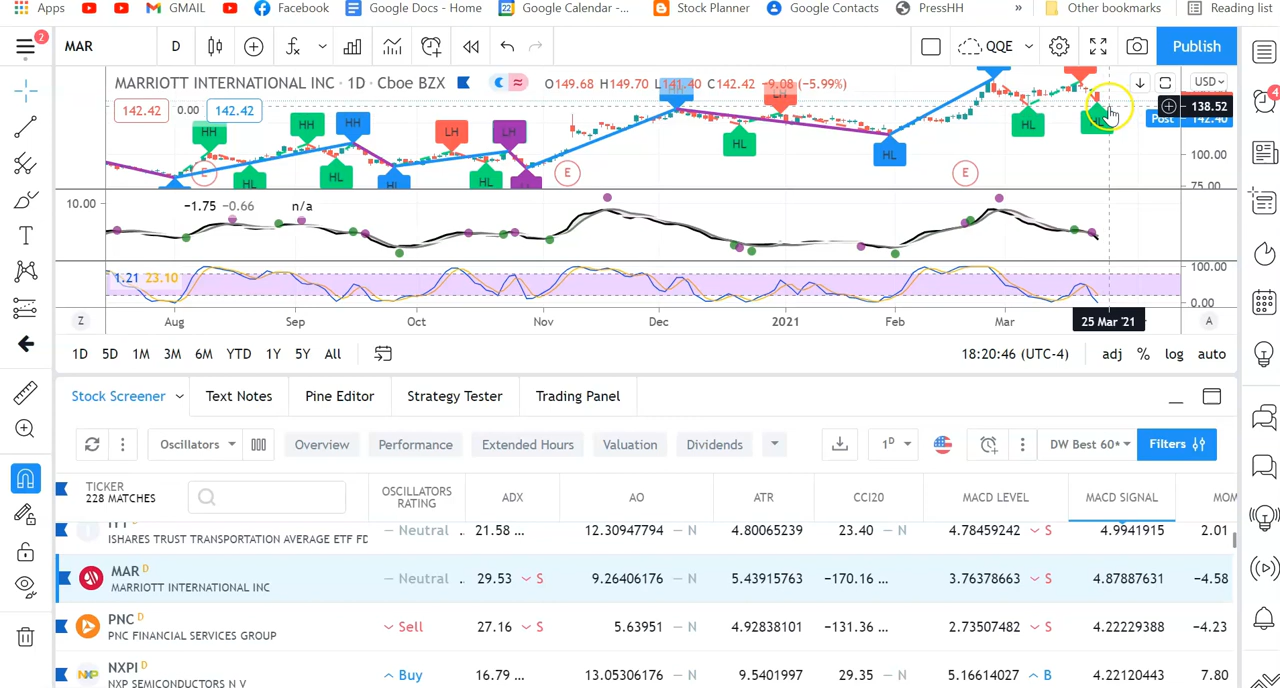 Apps GMAIL Facebook Google Docs - Home Google Calendar -... Stock Planner Google Contacts PressHH » Other bookmarks Reading list
2 MAR D QQE Publish
MARRIOTT INTERNATIONAL INC · 1D · Cboe BZX O149.68 H149.70 L141.40 C142.42 −9.08 (−5.99%) USD
142.42 0.00 142.42
138.52
Post 142.40
4
HH HH HH LH LH HH LH HL HL HL
HL HL HL HL HL HL
E E E
100.00
75.00
10.00 −1.75 −0.66 n/a
1.21 23.10 100.00
0.00
Z Aug Sep Oct Nov Dec 2021 Feb Mar 25 Mar '21 A
1D 5D 1M 3M 6M YTD 1Y 5Y All 18:20:46 (UTC-4) adj % log auto
Stock Screener Text Notes Pine Editor Strategy Tester Trading Panel
Oscillators Overview Performance Extended Hours Valuation Dividends 1D DW Best 60* Filters
TICKER
228 MATCHES
OSCILLATORS
RATING
ADX AO ATR CCI20 MACD LEVEL MACD SIGNAL MOM
IYT D
ISHARES TRUST TRANSPORTATION AVERAGE ETF FD
— Neutral .. 21.58 ... 12.30947794 — N 4.80065239 23.40 — N 4.78459242 S 4.9941915 2.01
MAR D
MARRIOTT INTERNATIONAL INC
— Neutral .. 29.53 S 9.26406176 — N 5.43915763 −170.16 ... 3.76378663 S 4.87887631 −4.58
PNC D
PNC FINANCIAL SERVICES GROUP
Sell 27.16 S 5.63951 — N 4.92838101 −131.36 ... 2.73507482 S 4.22229388 −4.23
NXPI D
NXP SEMICONDUCTORS N V
Buy 16.79 ... 13.05306176 — N 9.5401997 29.35 — N 5.16614027 B 4.22120443 7.80